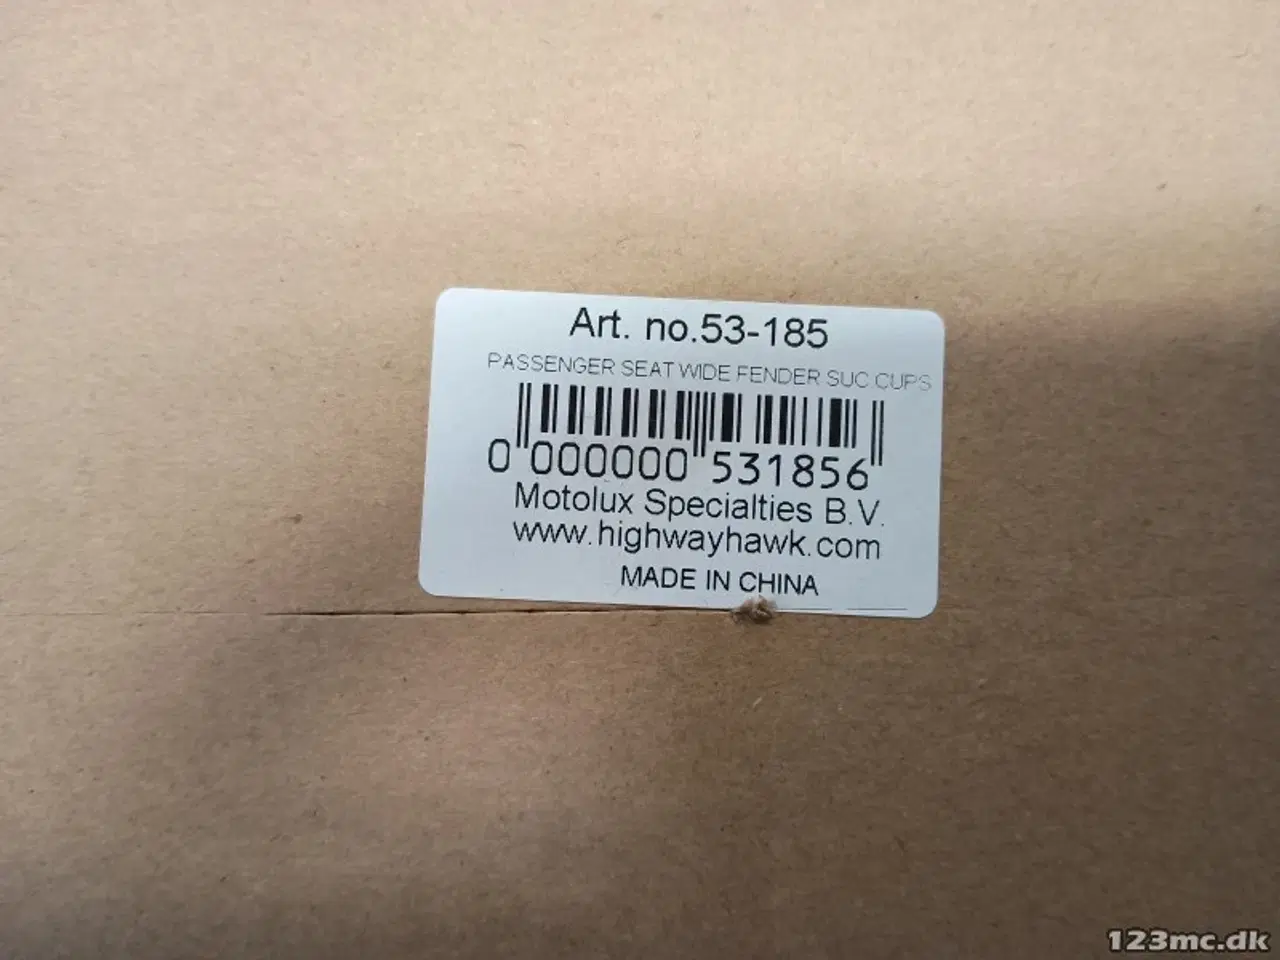 Art. no.53-185
PASSENGER SEAT WIDE FENDER SUC CUPS
0 000000 531856
Motolux Specialties B.V.
www.highwayhawk.com
MADE IN CHINA
123mc.dk